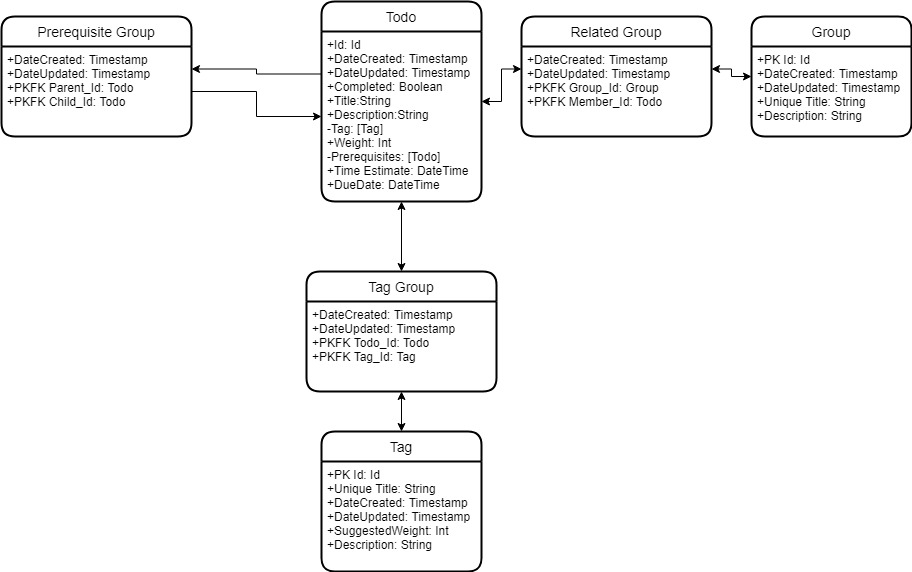 Prerequisite Group
+DateCreated: Timestamp
+DateUpdated: Timestamp
+PKFK Parent_Id: Todo
+PKFK Child_Id: Todo
Todo
+Id: Id
+DateCreated: Timestamp
+DateUpdated: Timestamp
+Completed: Boolean
+Title:String
+Description:String
-Tag: [Tag]
+Weight: Int
-Prerequisites: [Todo]
+Time Estimate: DateTime
+DueDate: DateTime
Related Group
+DateCreated: Timestamp
+DateUpdated: Timestamp
+PKFK Group_Id: Group
+PKFK Member_Id: Todo
Group
+PK Id: Id
+DateCreated: Timestamp
+DateUpdated: Timestamp
+Unique Title: String
+Description: String
Tag Group
+DateCreated: Timestamp
+DateUpdated: Timestamp
+PKFK Todo_Id: Todo
+PKFK Tag_Id: Tag
Tag
+PK Id: Id
+Unique Title: String
+DateCreated: Timestamp
+DateUpdated: Timestamp
+SuggestedWeight: Int
+Description: String